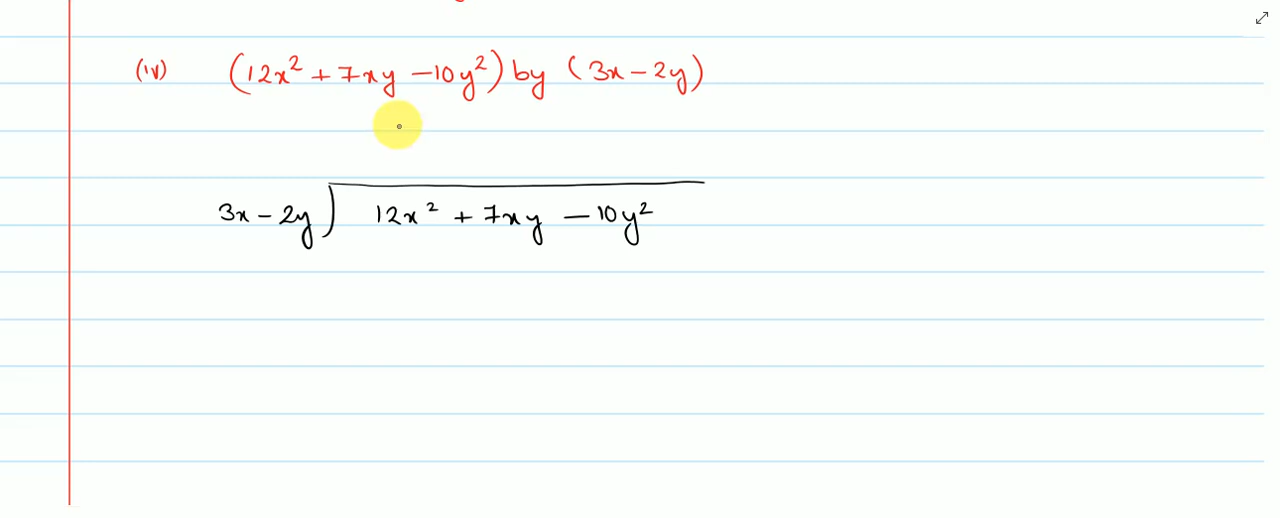 (iv) (12x² + 7xy − 10y²) by (3x − 2y)
3x − 2y ) 12x² + 7xy − 10y²